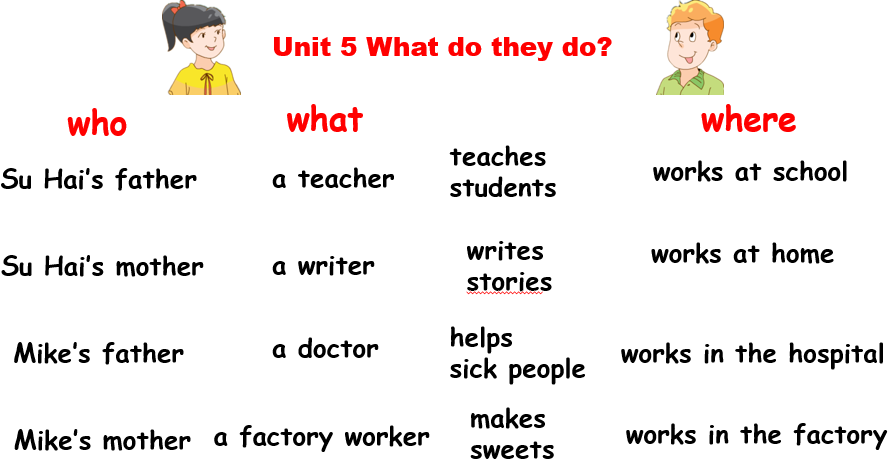 Unit 5 What do they do?
who what where
Su Hai's father a teacher teaches students works at school
Su Hai's mother a writer writes stories works at home
Mike's father a doctor helps sick people works in the hospital
Mike's mother a factory worker makes sweets works in the factory